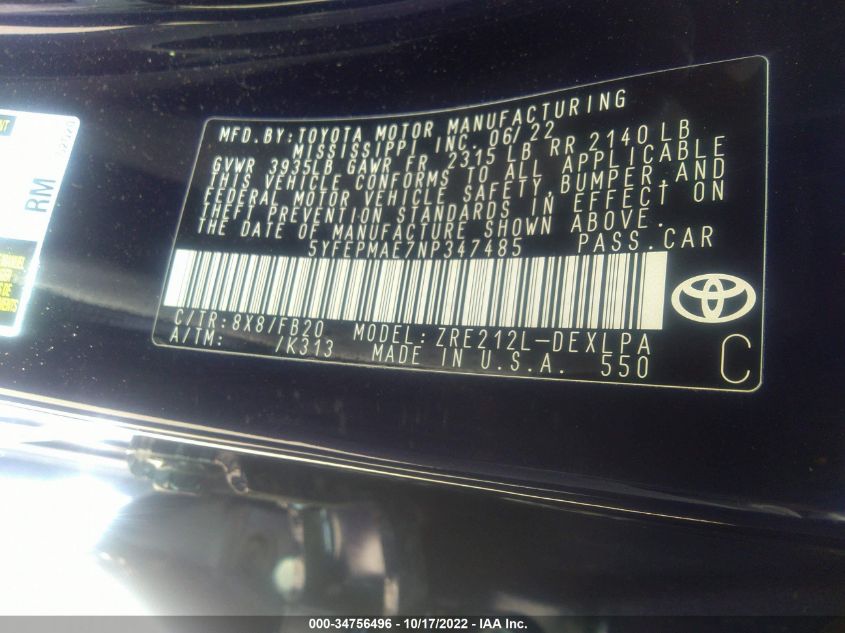 MFD.BY:TOYOTA MOTOR MANUFACTURING
MISSISSIPPI INC. 06/22
GVWR 3935LB GAWR FR 2315 LB RR 2140LB
THIS VEHICLE CONFORMS TO ALL APPLICABLE
FEDERAL MOTOR VEHICLE SAFETY,BUMPER,AND
THEFT PREVENTION STANDARDS IN EFFECT ON
THE DATE OF MANUFACTURE SHOWN ABOVE.
5YFEPMAE7NP347485 PASS.CAR
C/TR:8X8/FB20 MODEL:ZRE212L-DEXLPA
A/TM: /K313 MADE IN U.S.A. 550
C
RM
000-34756496 - 10/17/2022 - IAA Inc.